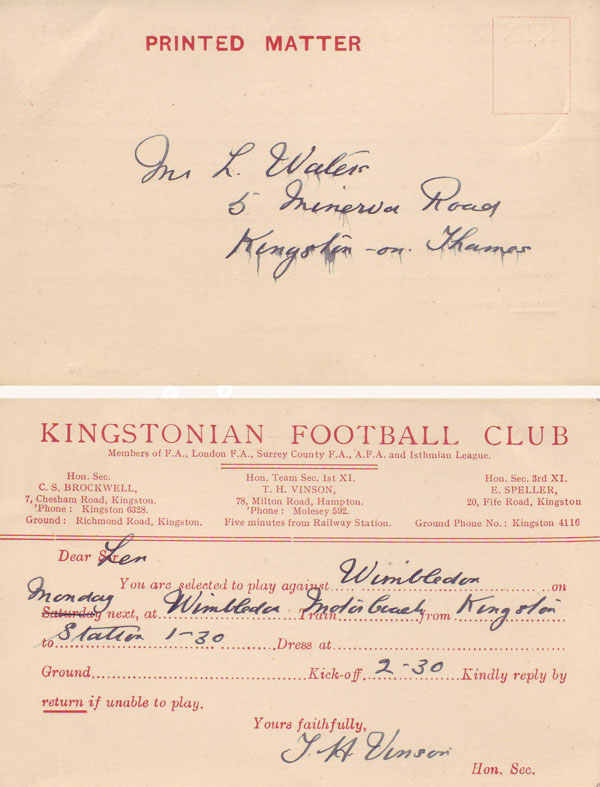 PRINTED MATTER
Mr L. Waters
5 Minerva Road
Kingston-on-Thames
KINGSTONIAN FOOTBALL CLUB
Members of F.A., London F.A., Surrey County F.A., A.F.A. and Isthmian League.
Hon. Sec. Hon. Team Sec. 1st XI. Hon. Sec. 3rd XI.
C. S. BROCKWELL, T. H. VINSON, E. SPELLER,
7, Chesham Road, Kingston. 78, Milton Road, Hampton. 20, Fife Road, Kingston
'Phone: Kingston 6328. 'Phone: Molesey 592.
Ground: Richmond Road, Kingston. Five minutes from Railway Station. Ground Phone No.: Kingston 4116
Dear Sir Len
You are selected to play against Wimbledon on
Monday Saturday next, at Wimbledon Train Motorcoach from Kingston
to Station 1-30 Dress at
Ground Kick-off 2-30 Kindly reply by
return if unable to play.
Yours faithfully,
T. H. Vinson
Hon. Sec.